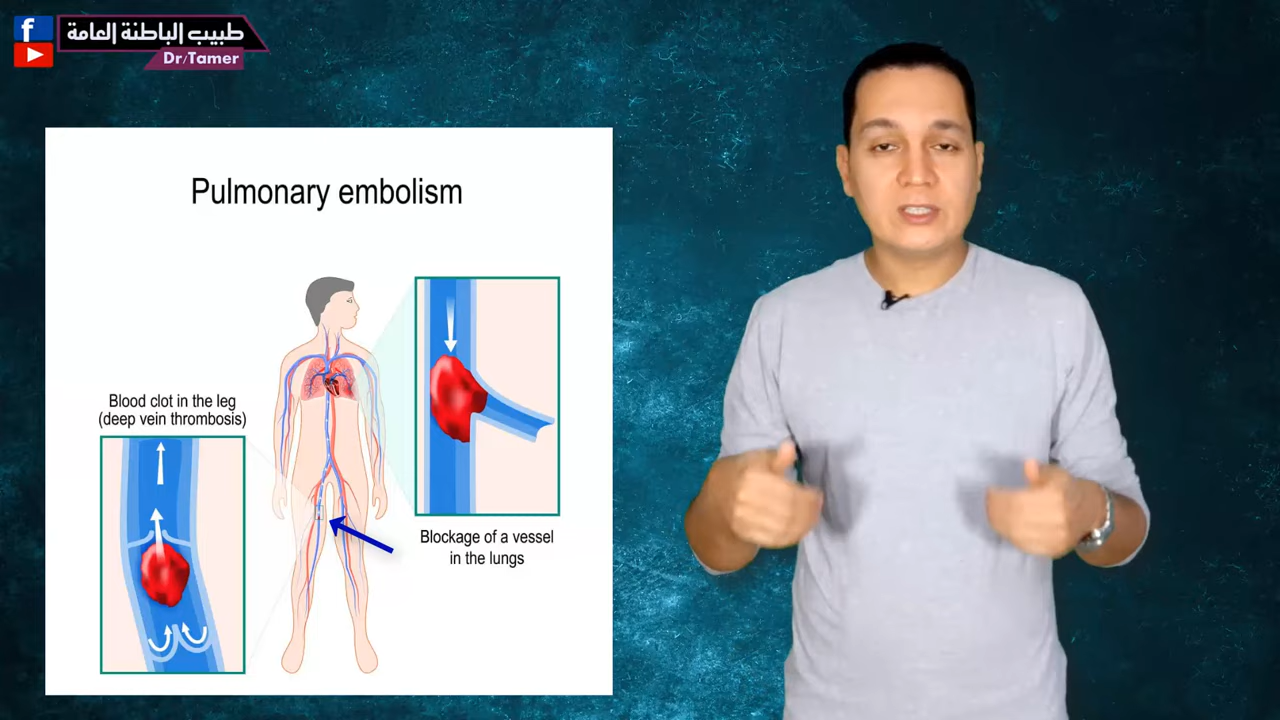 f
طبيب الباطنة العامة
Dr/Tamer
Pulmonary embolism
Blood clot in the leg
(deep vein thrombosis)
Blockage of a vessel
in the lungs